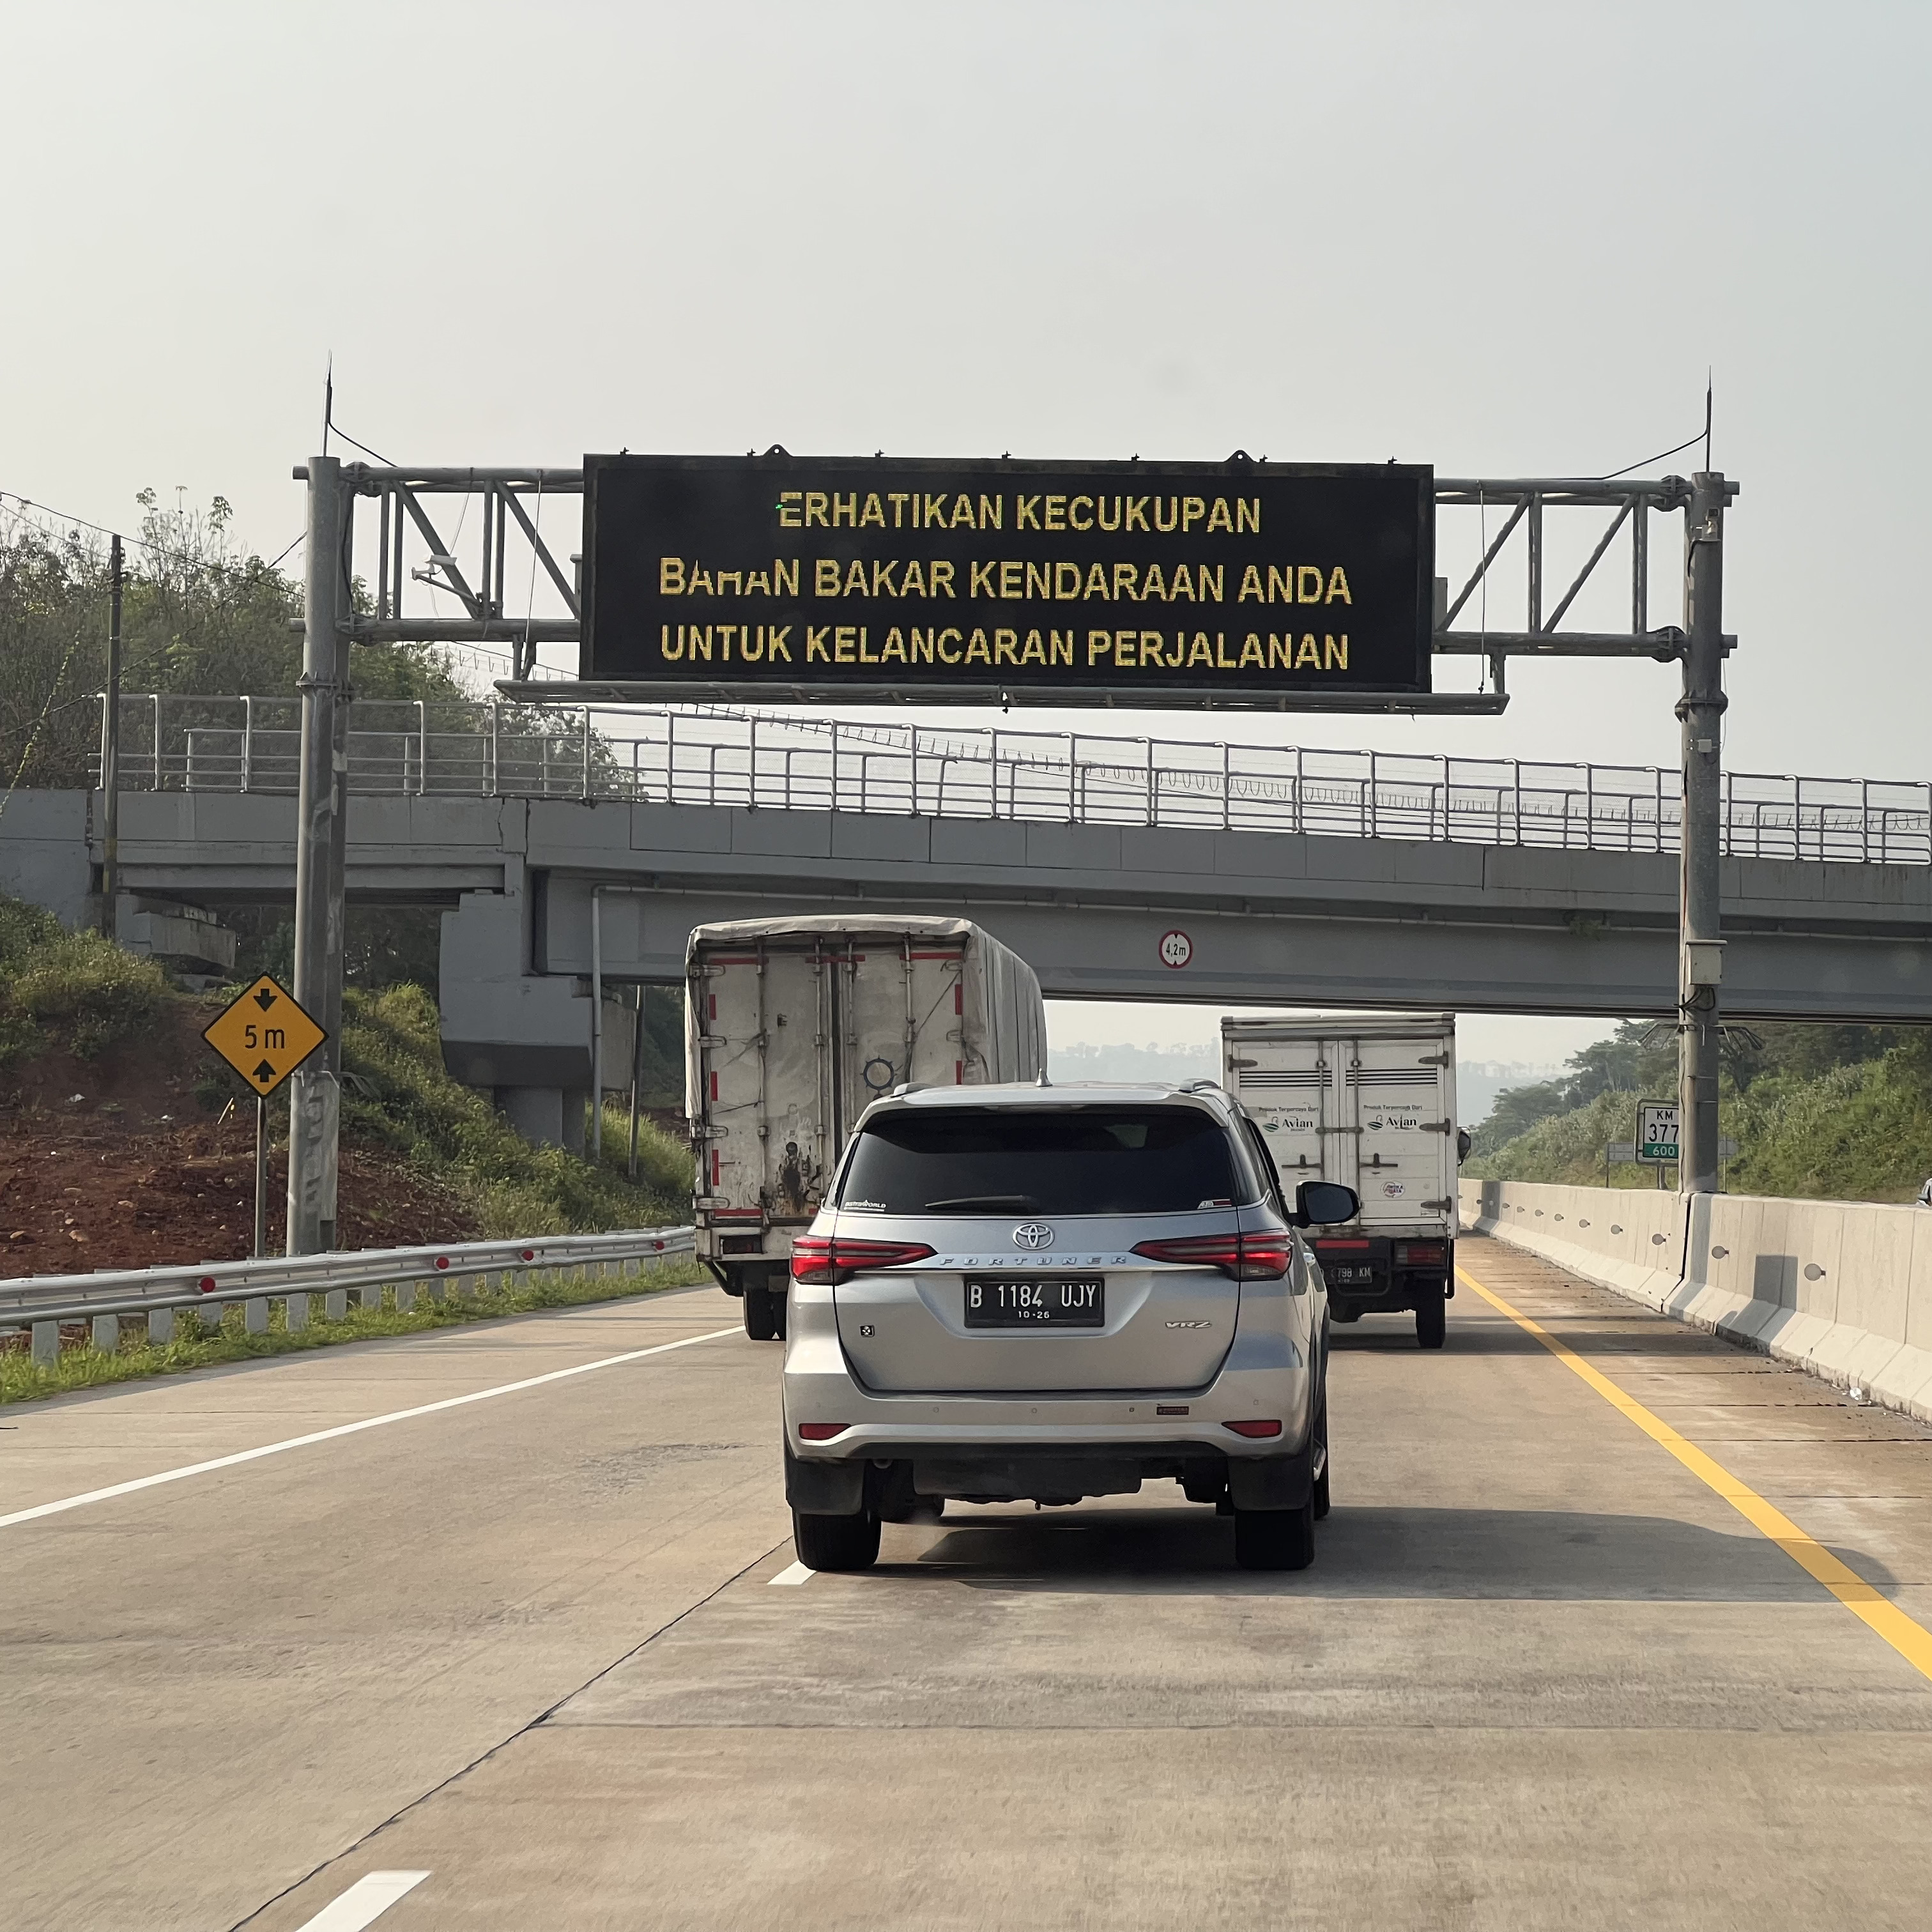 ERHATIKAN KECUKUPAN
BAHAN BAKAR KENDARAAN ANDA
UNTUK KELANCARAN PERJALANAN
4,2m
5 m
KM
377
600
Avian
Avian
FORTUNER
B 1184 UJY
10-26
VRZ
798 KM